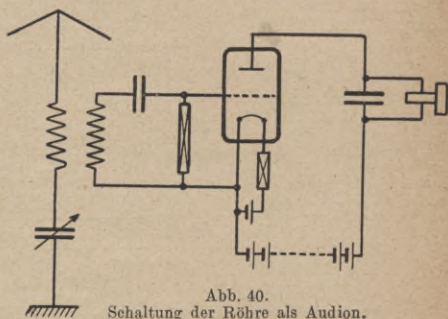 Abb. 40.
Schaltung der Röhre als Audion.